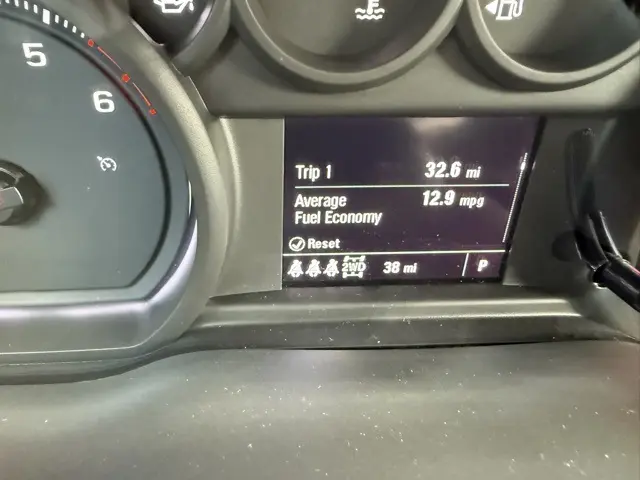 5
6
Trip 1 32.6 mi
Average 12.9 mpg
Fuel Economy
Reset
2WD 38 mi P